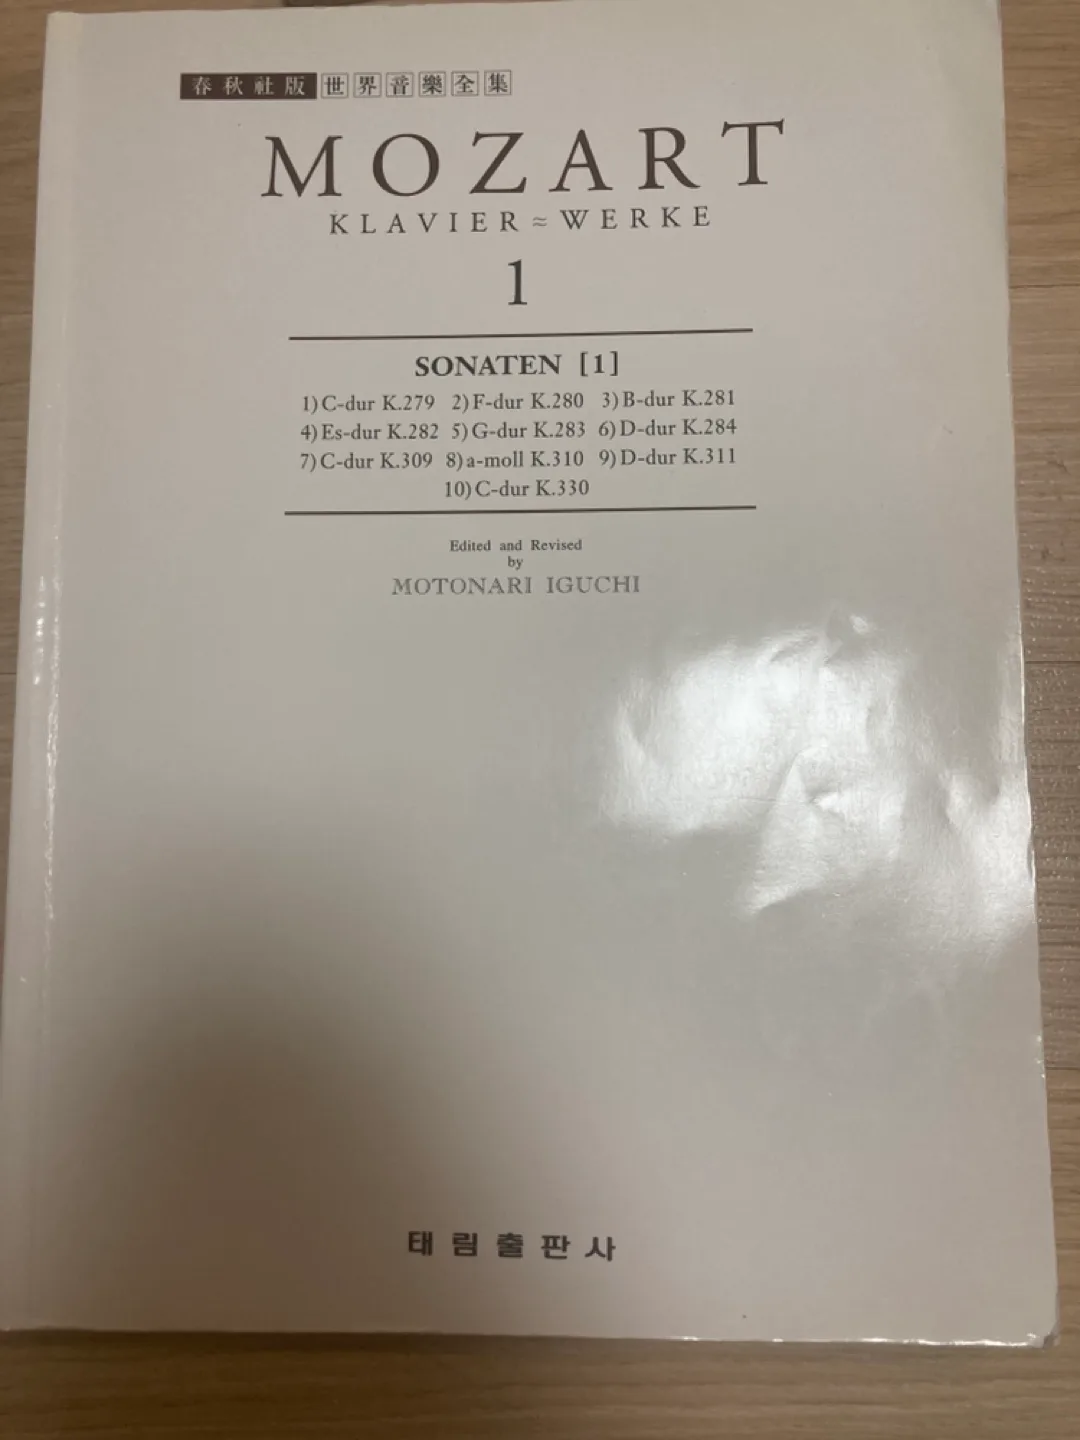 春秋社版世界音樂全集
MOZART
KLAVIER≈WERKE
1
SONATEN [1]
1) C-dur K.279 2) F-dur K.280 3) B-dur K.281
4) Es-dur K.282 5) G-dur K.283 6) D-dur K.284
7) C-dur K.309 8) a-moll K.310 9) D-dur K.311
10) C-dur K.330
Edited and Revised
by
MOTONARI IGUCHI
태림출판사